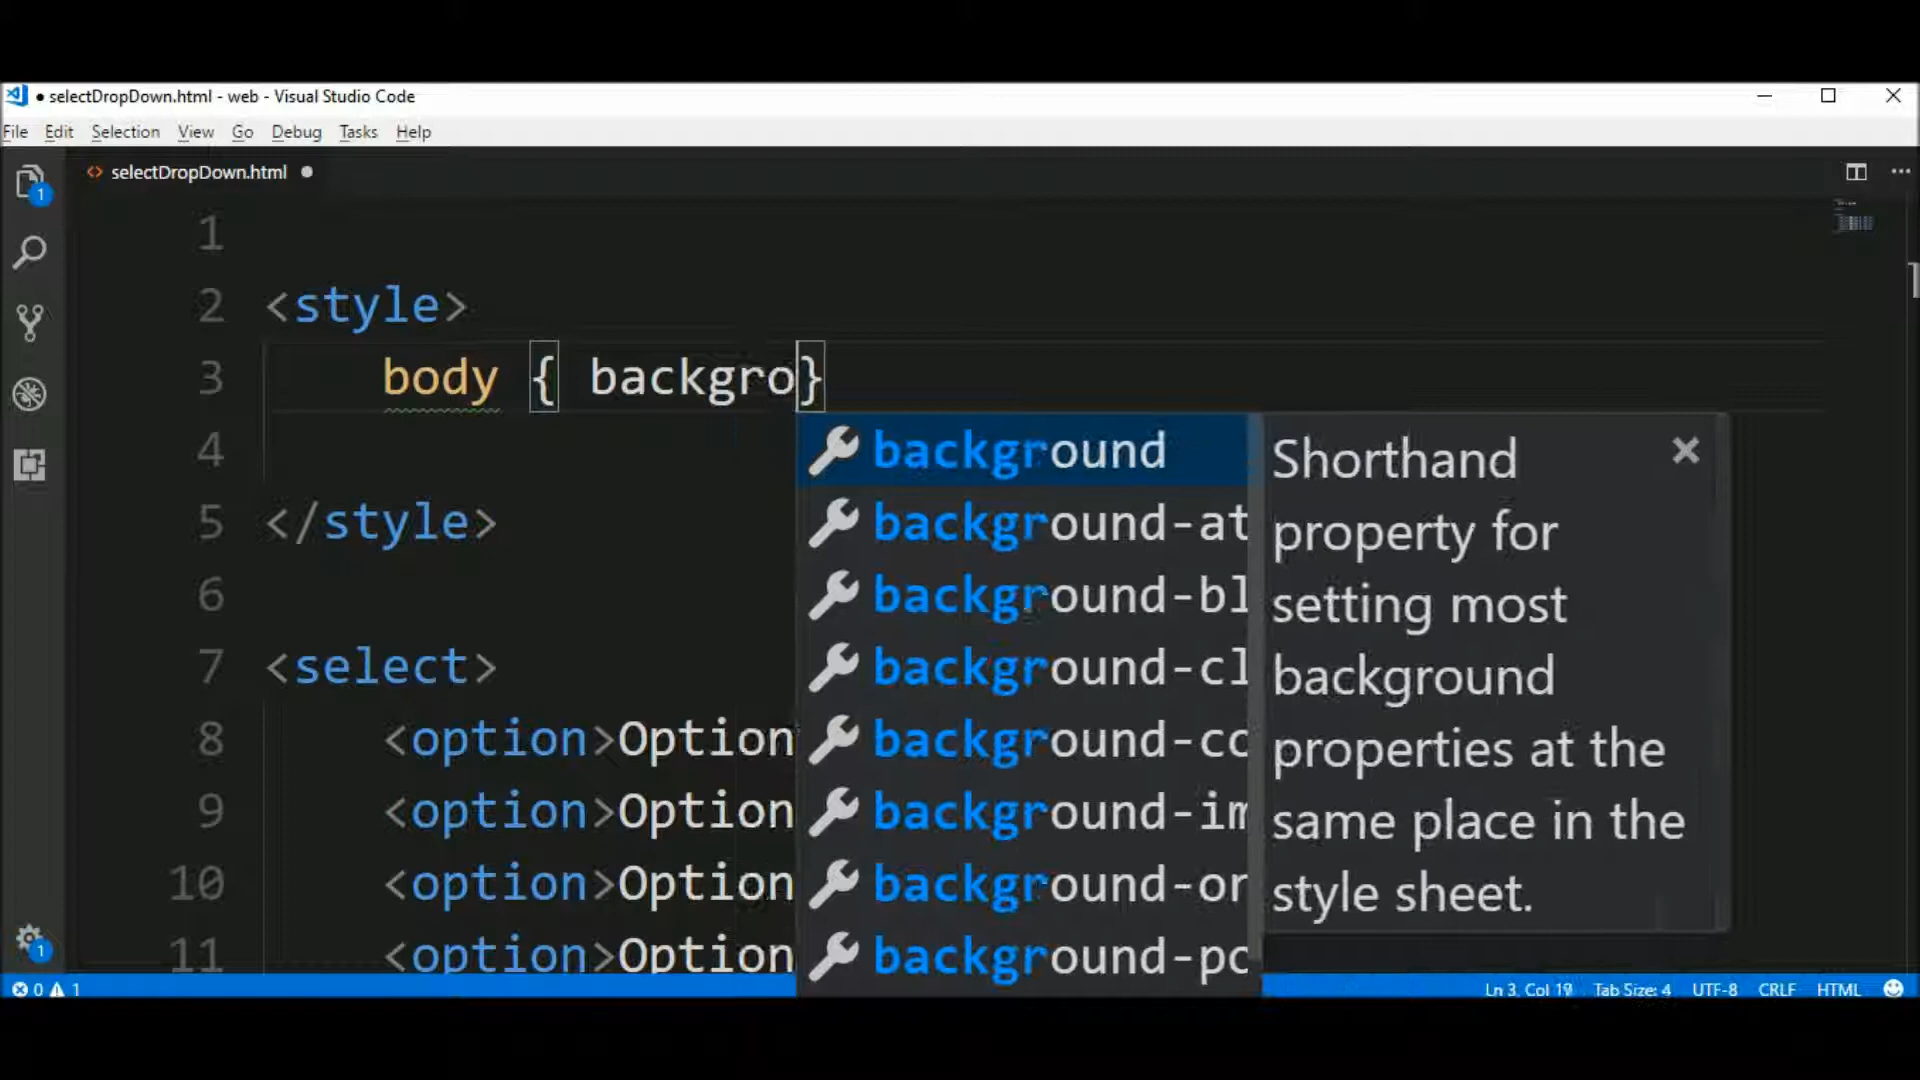 selectDropDown.html - web - Visual Studio Code
File Edit Selection View Go Debug Tasks Help
1
selectDropDown.html
1
2 <style>
3 body { backgro}
4
5 </style>
6
7 <select>
8 <option>Option
9 <option>Option
10 <option>Option
11 <option>Option
background
background-at
background-bl
background-cl
background-co
background-im
background-or
background-po
Shorthand
property for
setting most
background
properties at the
same place in the
style sheet.
1
0 1 Ln 3, Col 19 Tab Size: 4 UTF-8 CRLF HTML